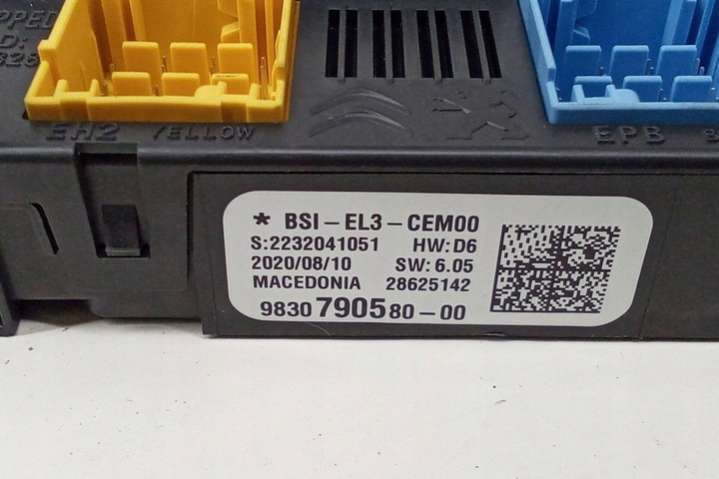 PPED
D:
EH2 YELLOW
EPB
* BSI-EL3-CEM00
S:2232041051 HW:D6
2020/08/10 SW: 6.05
MACEDONIA 28625142
9830790580-00